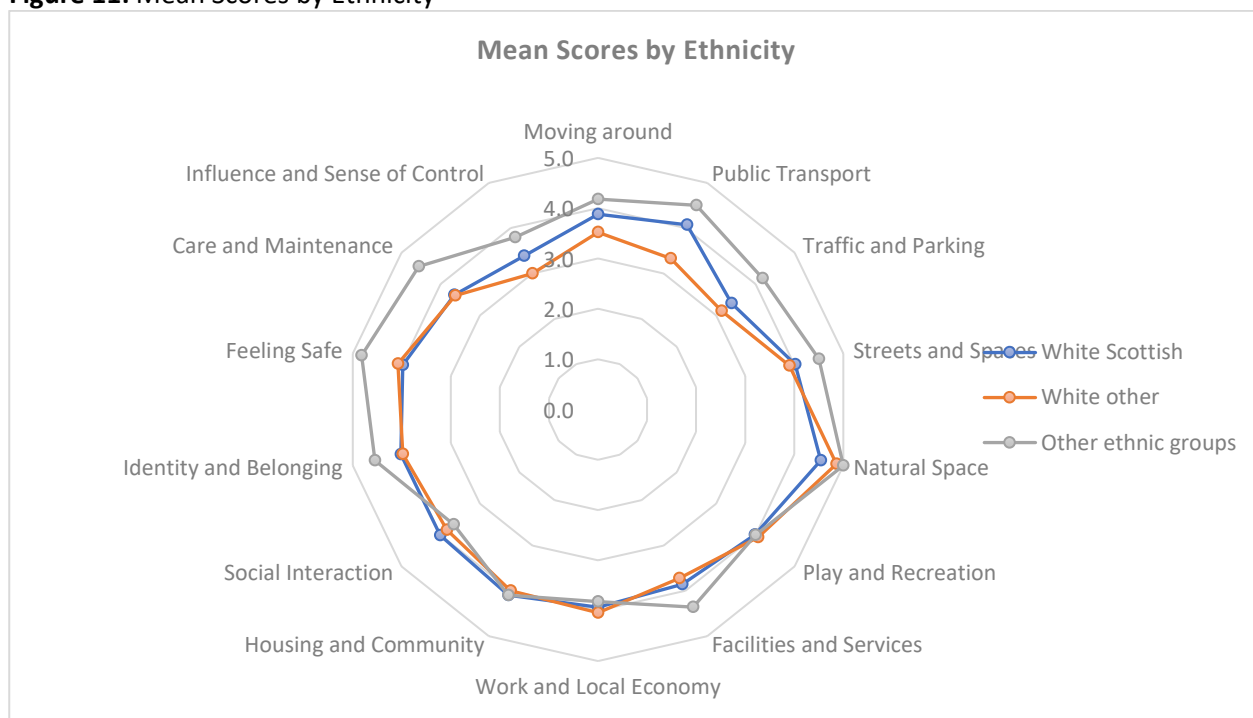 Figure 11. Mean Scores by Ethnicity
Mean Scores by Ethnicity
Moving around
5.0
Influence and Sense of Control
Public Transport
4.0
Care and Maintenance
Traffic and Parking
3.0
2.0
Feeling Safe
1.0
Streets and Spaces
White Scottish
0.0
White other
Other ethnic groups
Identity and Belonging
Natural Space
Social Interaction
Play and Recreation
Housing and Community
Facilities and Services
Work and Local Economy